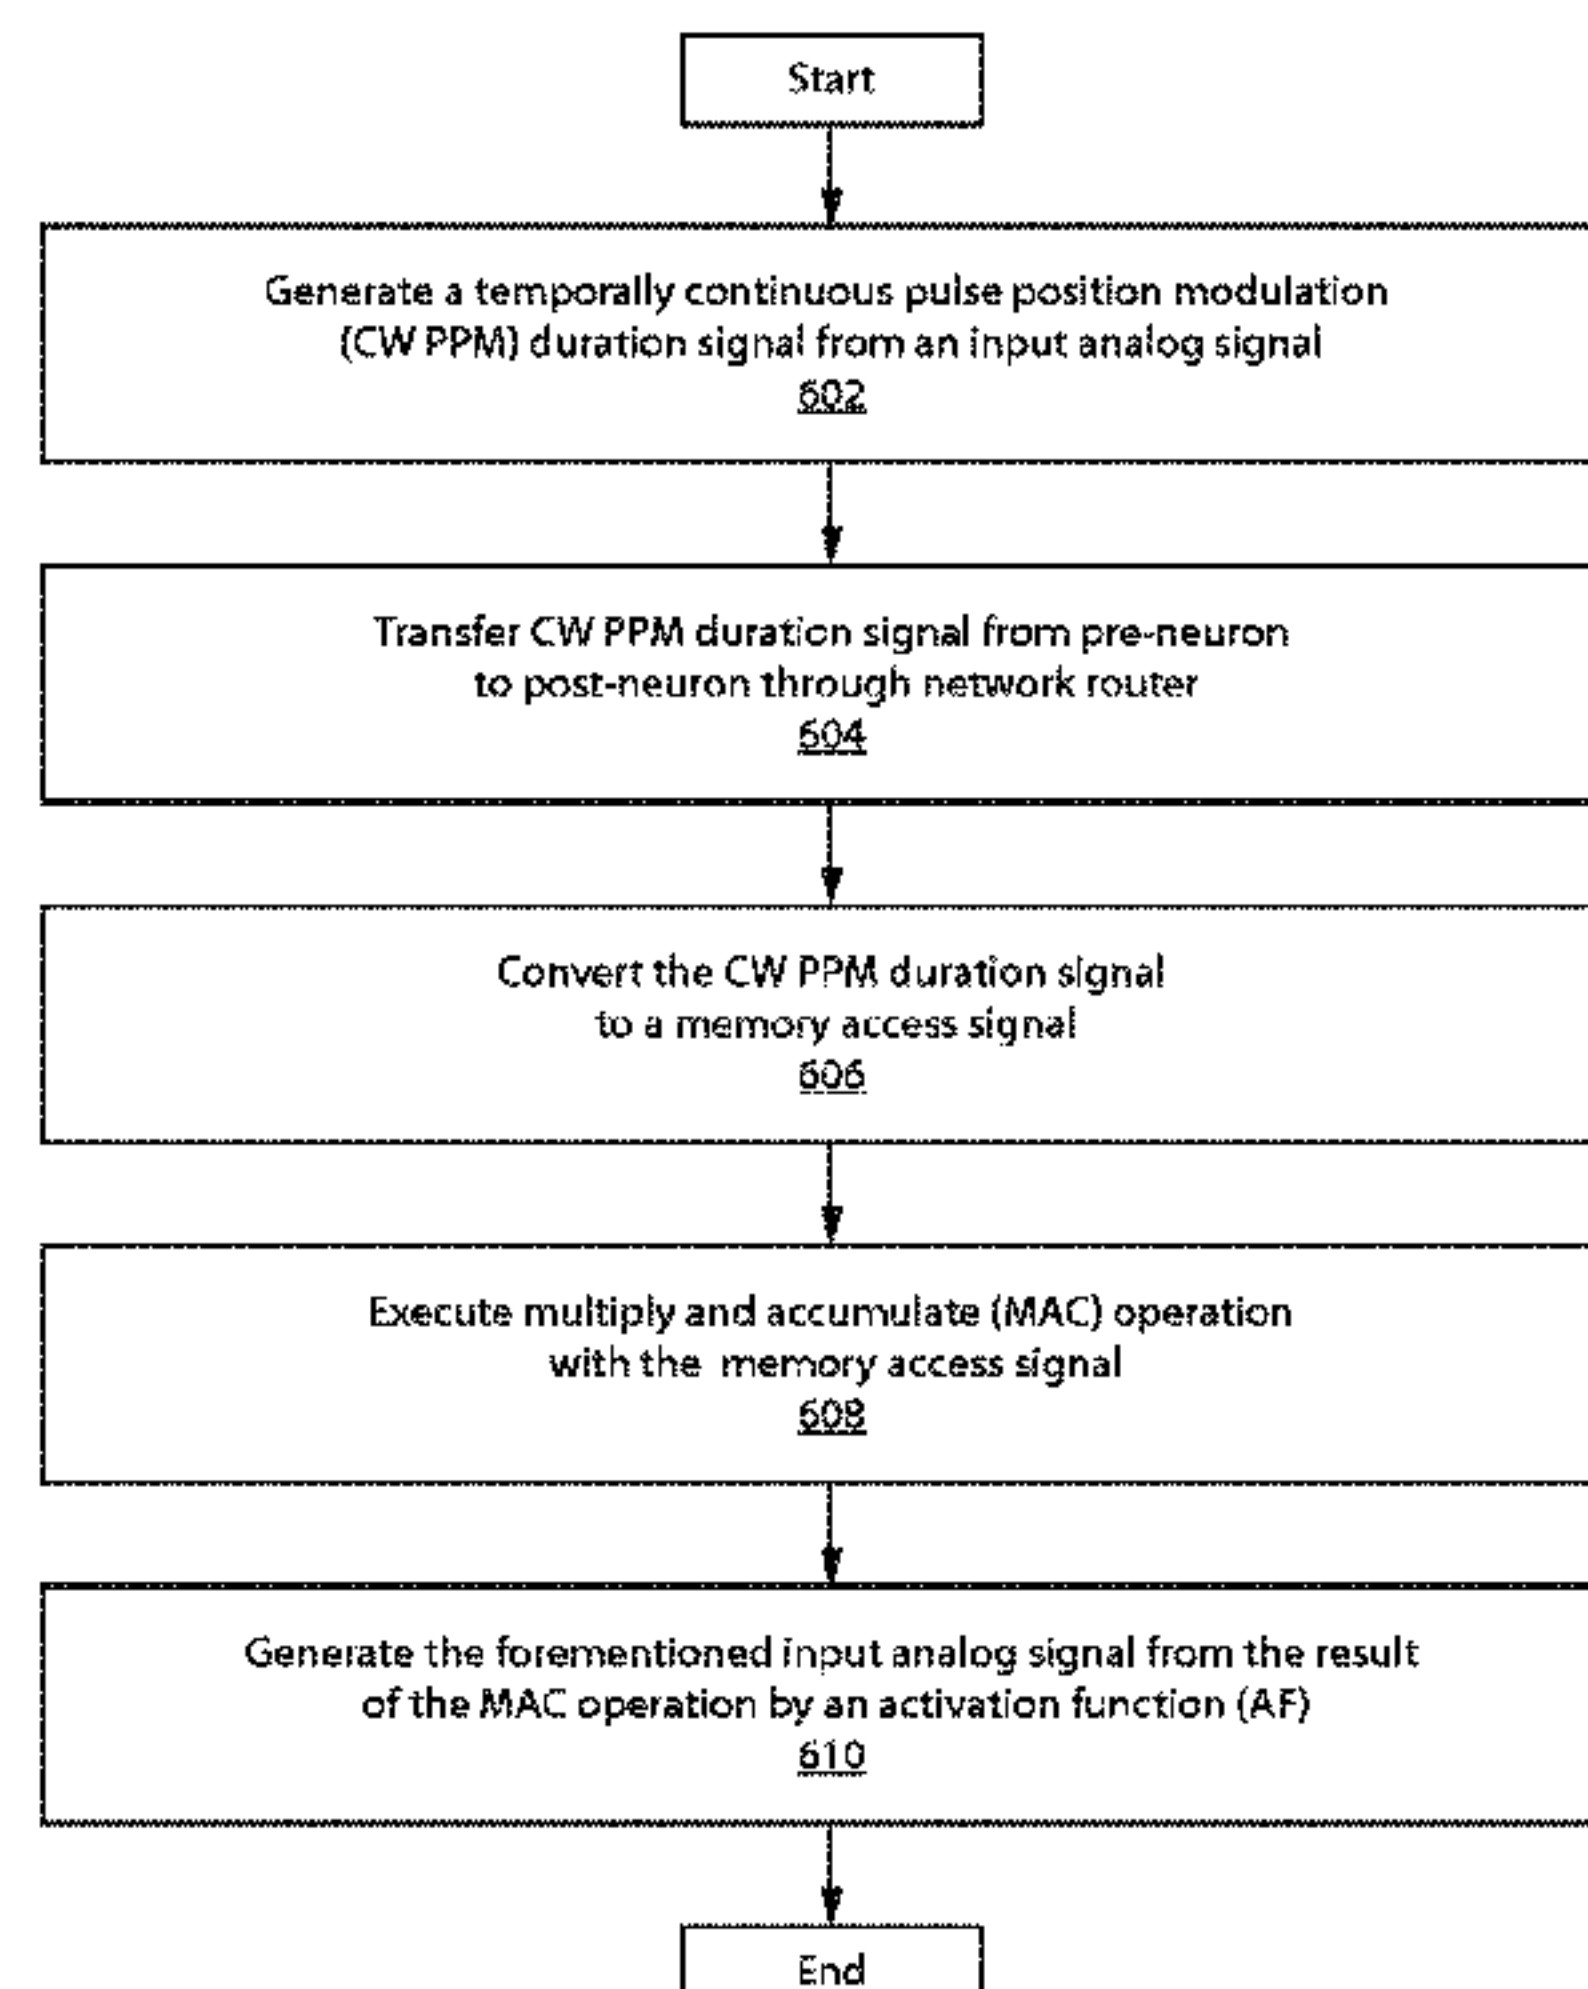 Start
Generate a temporally continuous pulse position modulation
(CW PPM) duration signal from an input analog signal
602
Transfer CW PPM duration signal from pre-neuron
to post-neuron through network router
604
Convert the CW PPM duration signal
to a memory access signal
606
Execute multiply and accumulate (MAC) operation
with the memory access signal
608
Generate the forementioned input analog signal from the result
of the MAC operation by an activation function (AF)
610
End